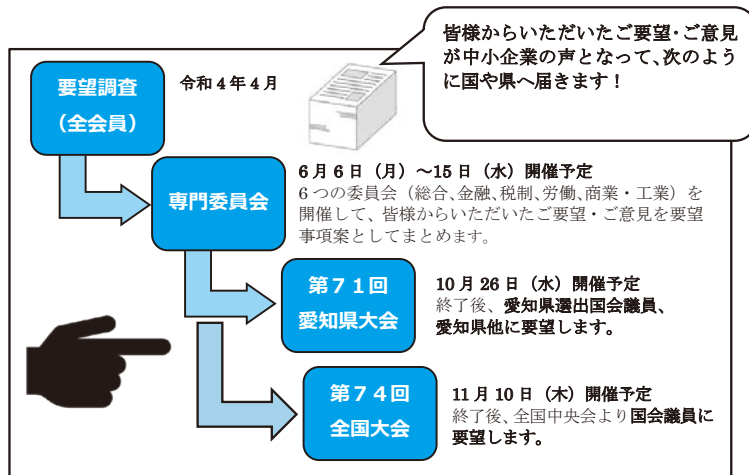 皆様からいただいたご要望・ご意見
が中小企業の声となって、次のよう
に国や県へ届きます！
要望調査
（全会員）
令和４年４月
専門委員会
６月６日（月）～15日（水）開催予定
６つの委員会（総合、金融、税制、労働、商業・工業）を
開催して、皆様からいただいたご要望・ご意見を要望
事項案としてまとめます。
第７１回
愛知県大会
10月26日（水）開催予定
終了後、愛知県選出国会議員、
愛知県他に要望します。
第７４回
全国大会
11月10日（木）開催予定
終了後、全国中央会より国会議員に
要望します。